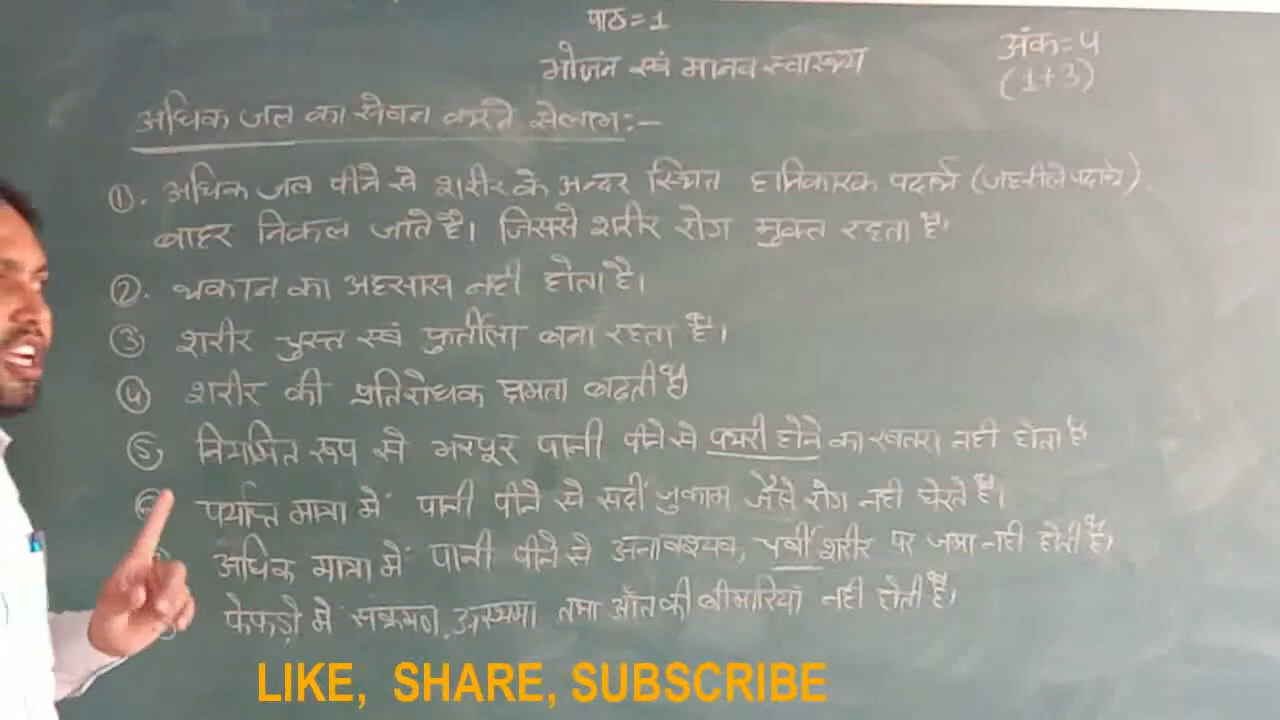 पाठ=1
भोजन एवं मानव स्वास्थ्य
अंक=4
(1+3)
अधिक जल का सेवन करने से लाभ:-
①. अधिक जल पीने से शरीर के अन्दर स्थित हानिकारक पदार्थ (जहरीले पदार्थ)
बाहर निकल जाते है। जिससे शरीर रोग मुक्त रहता है।
②. थकान का अहसास नही होता है।
③ शरीर चुस्त एवं फुर्तीला बना रहता है।
④ शरीर की प्रतिरोधक क्षमता बढती है
⑤ नियमित रूप से भरपूर पानी पीने से पथरी होने का खतरा नही होता है
पर्याप्त मात्रा में पानी पीने से सर्दी जुकाम जैसे रोग नही घेरते है।
अधिक मात्रा में पानी पीने से अनावश्यक चर्बी शरीर पर जमा नही होती है।
फेफडो में संक्रमण, अस्थमा तथा आँत की बीमारियाँ नही होती है।
LIKE, SHARE, SUBSCRIBE